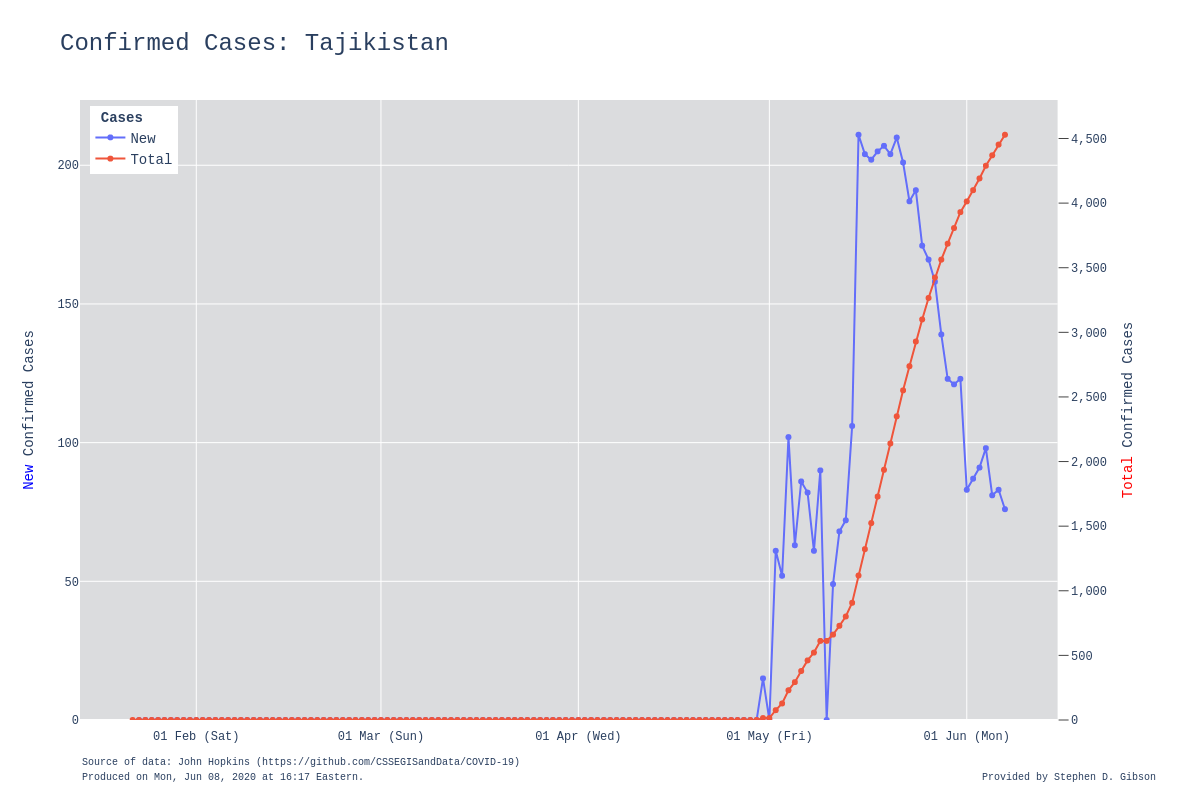 Confirmed Cases: Tajikistan
Cases
New
Total
200
150
100
50
0
4,500
4,000
3,500
3,000
2,500
2,000
1,500
1,000
500
0
New Confirmed Cases
Total Confirmed Cases
01 Feb (Sat)
01 Mar (Sun)
01 Apr (Wed)
01 May (Fri)
01 Jun (Mon)
Source of data: John Hopkins (https://github.com/CSSEGISandData/COVID-19)
Produced on Mon, Jun 08, 2020 at 16:17 Eastern.
Provided by Stephen D. Gibson